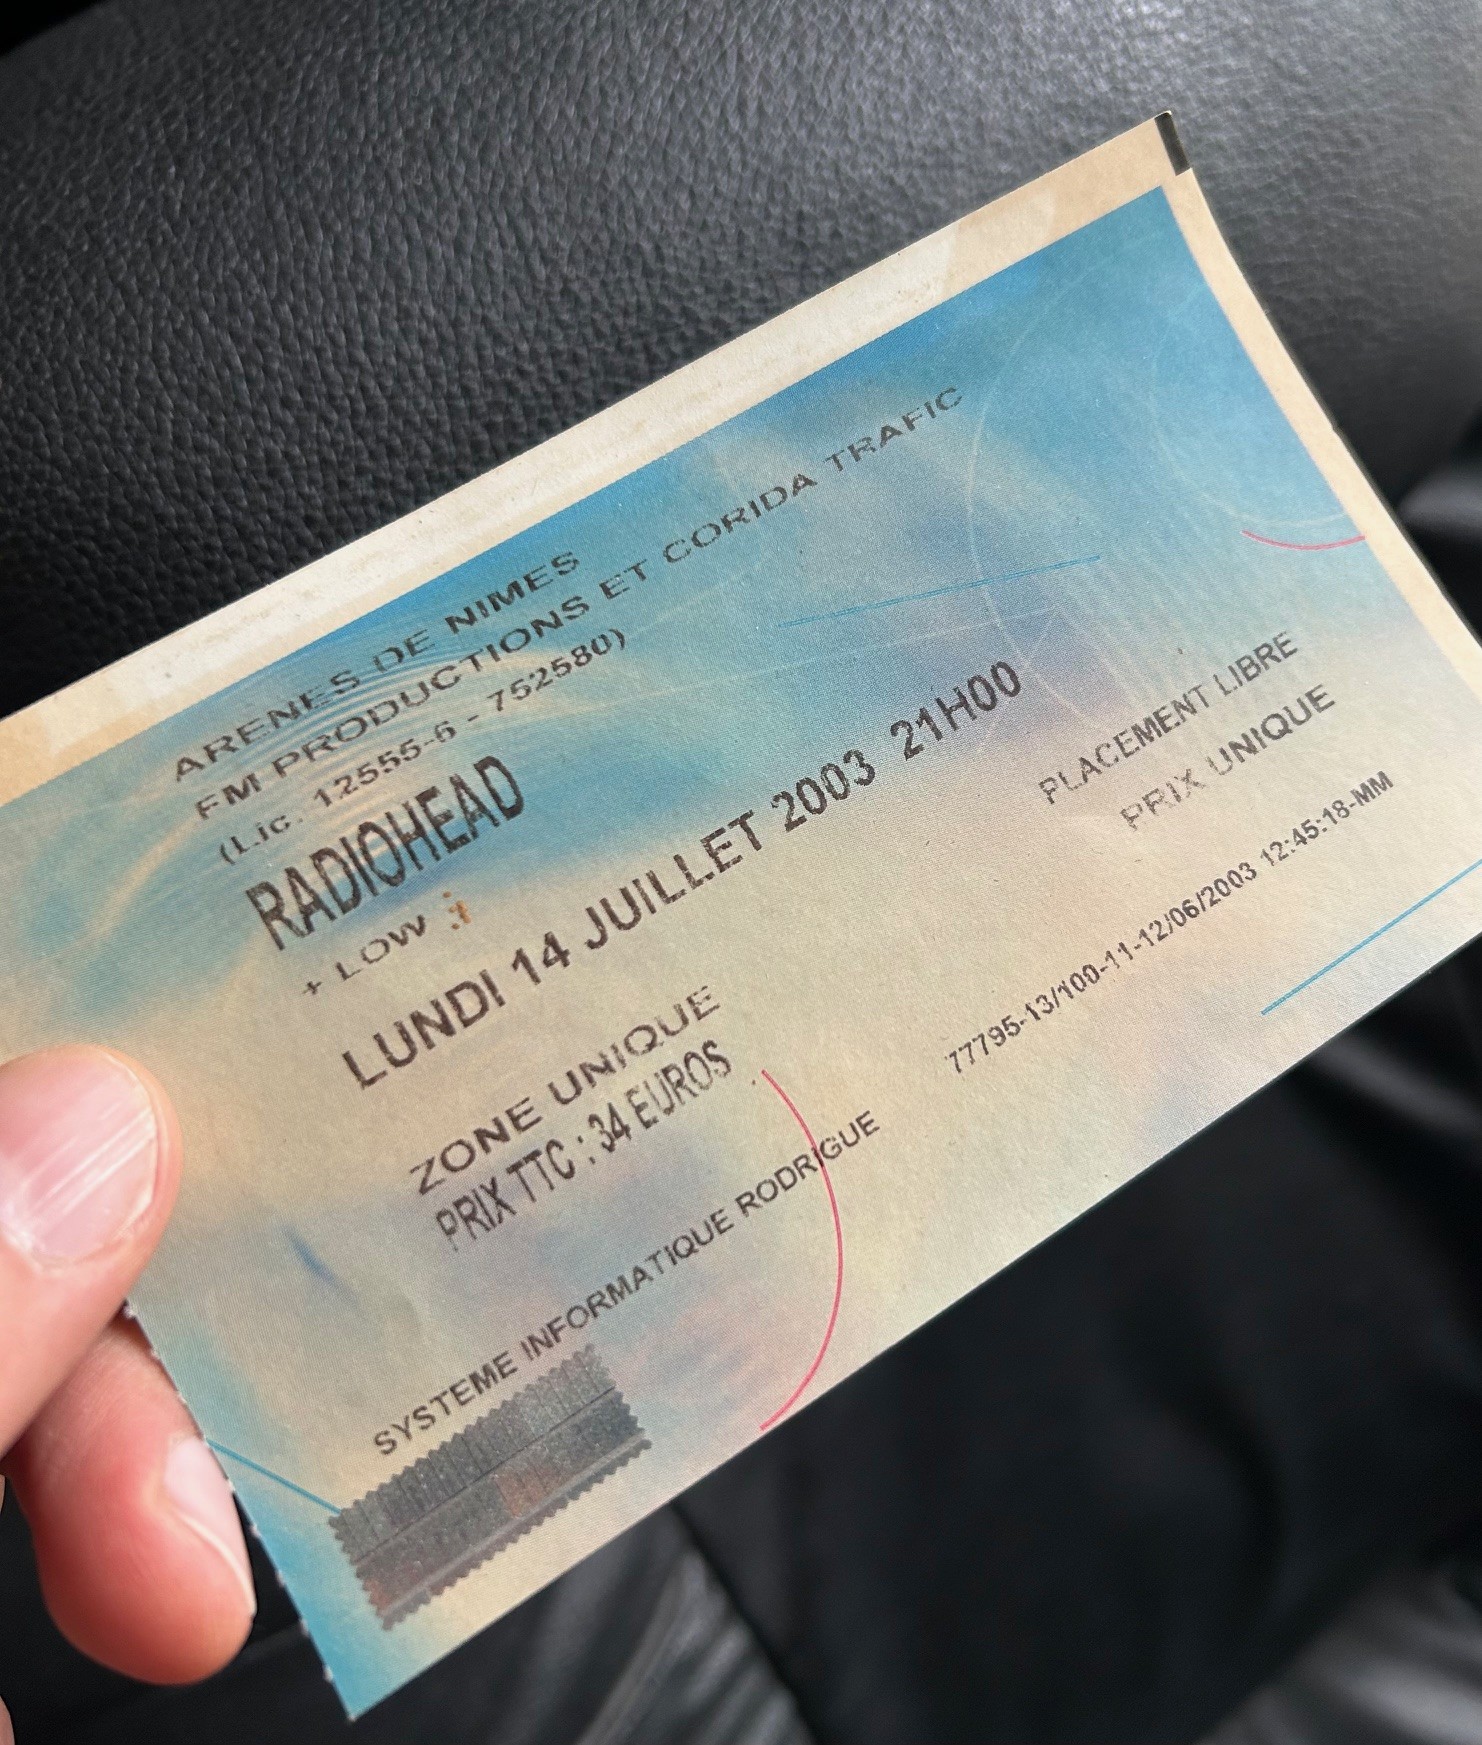 ARENES DE NIMES
FM PRODUCTIONS ET CORIDA TRAFIC
(Lic. 12555-6 - 752580)
RADIOHEAD
+ LOW
LUNDI 14 JUILLET 2003 21H00
ZONE UNIQUE
PRIX TTC : 34 EUROS
PLACEMENT LIBRE
PRIX UNIQUE
77795-13/100-11-12/06/2003 12:45:18-MM
SYSTEME INFORMATIQUE RODRIGUE